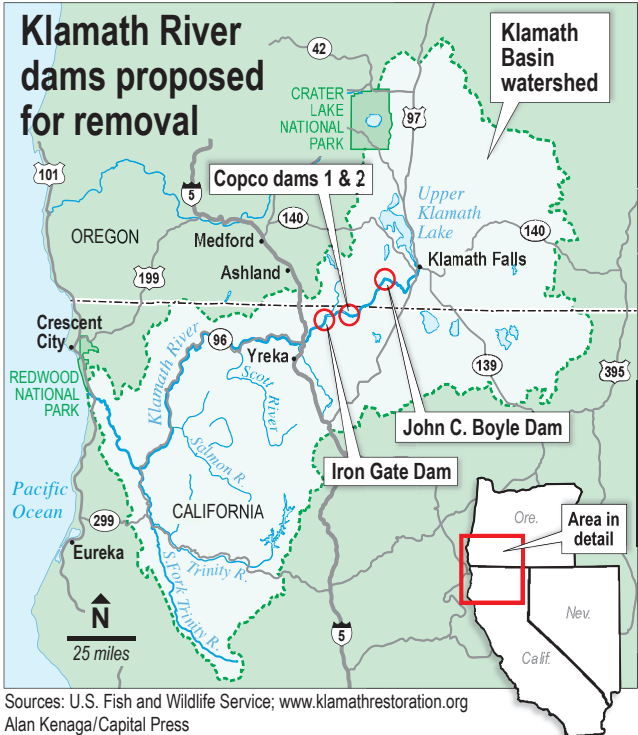 Klamath River
dams proposed
for removal
42
Klamath
Basin
watershed
CRATER
LAKE
NATIONAL
PARK
97
101
5
Copco dams 1 & 2
Upper
Klamath
Lake
140
140
OREGON
Medford
Klamath Falls
Ashland
199
Crescent
City
Klamath River
96
Yreka
Scott
River
139
395
REDWOOD
NATIONAL
PARK
John C. Boyle Dam
Salmon R.
Iron Gate Dam
Pacific
Ocean
CALIFORNIA
299
Eureka
Trinity R.
S. Fork Trinity R.
Ore.
Area in
detail
N
25 miles
5
Nev.
Calif.
Sources: U.S. Fish and Wildlife Service; www.klamathrestoration.org
Alan Kenaga/Capital Press